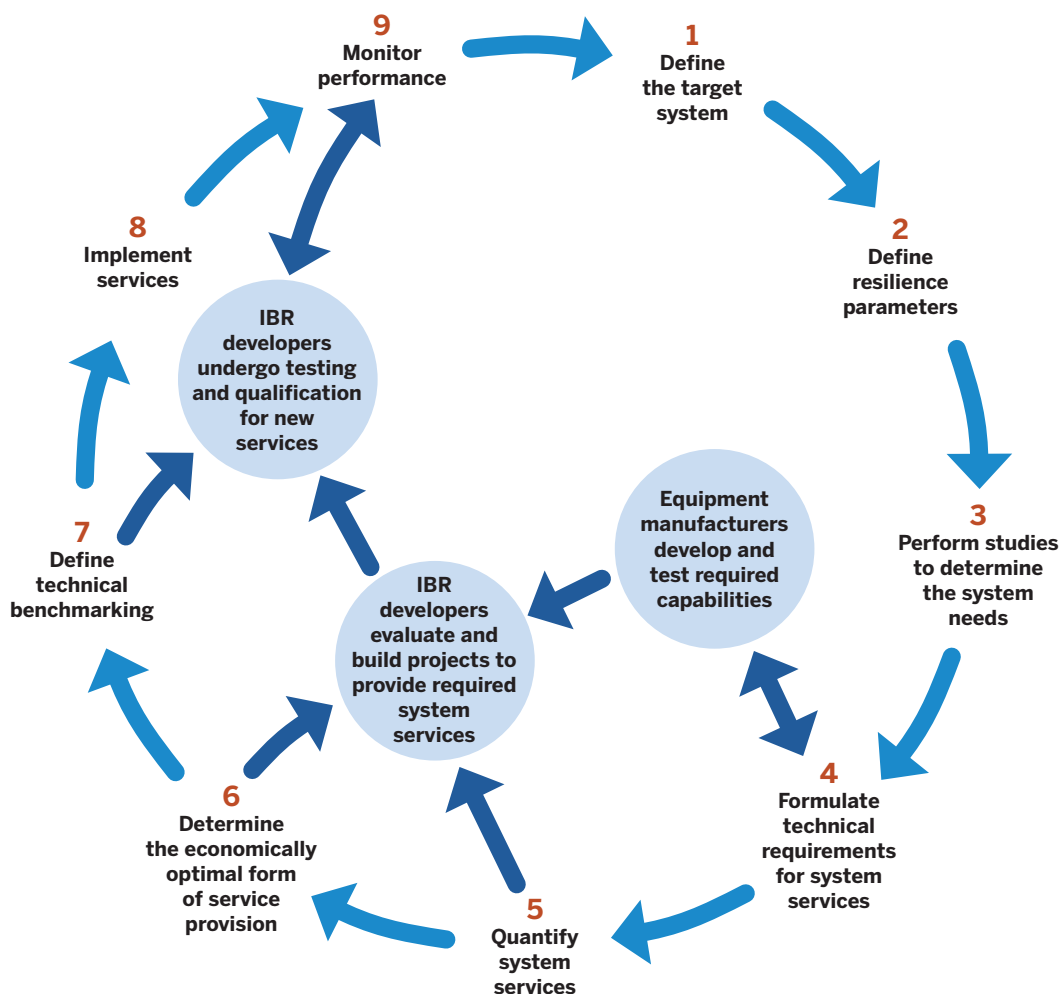 9
Monitor
performance
1
Define
the target
system
2
Define
resilience
parameters
3
Perform studies
to determine
the system
needs
4
Formulate
technical
requirements
for system
services
5
Quantify
system
services
6
Determine
the economically
optimal form
of service
provision
7
Define
technical
benchmarking
8
Implement
services
IBR
developers
undergo testing
and qualification
for new
services
Equipment
manufacturers
develop and
test required
capabilities
IBR
developers
evaluate and
build projects to
provide required
system
services